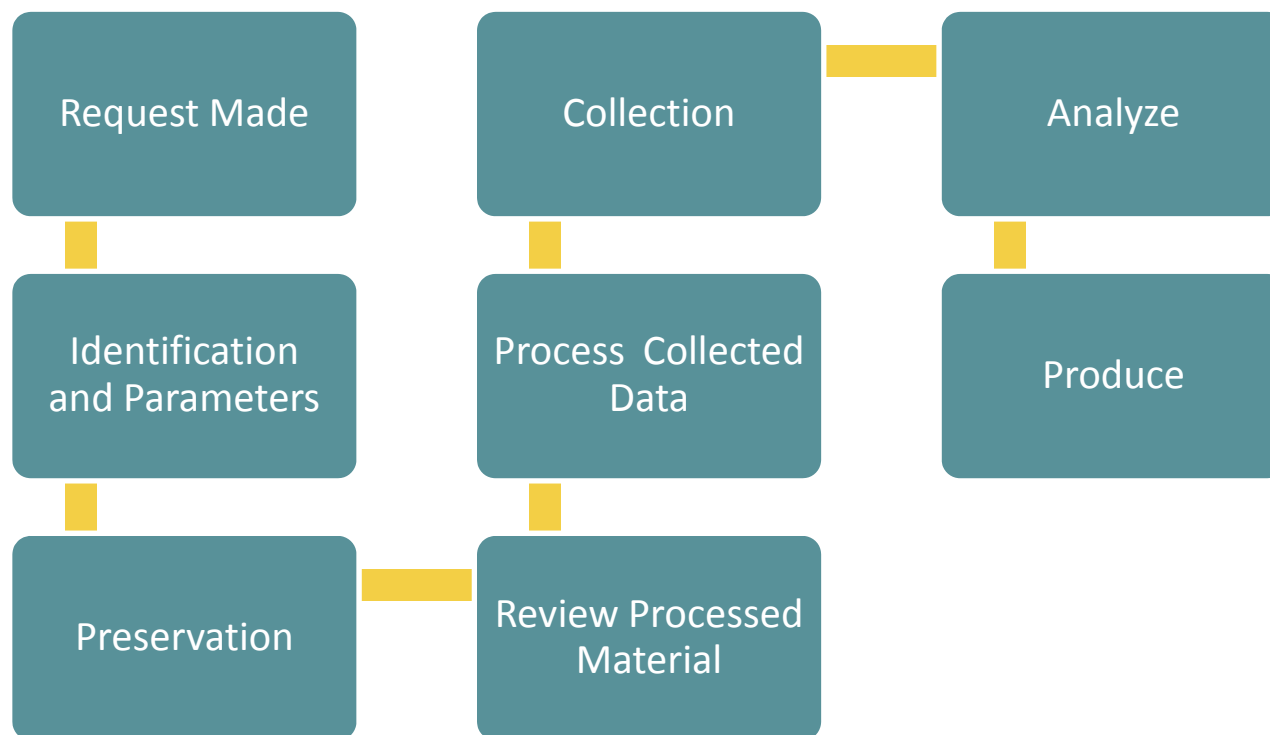 Request Made
Identification
and Parameters
Preservation
Review Processed
Material
Process  Collected
Data
Collection
Analyze
Produce